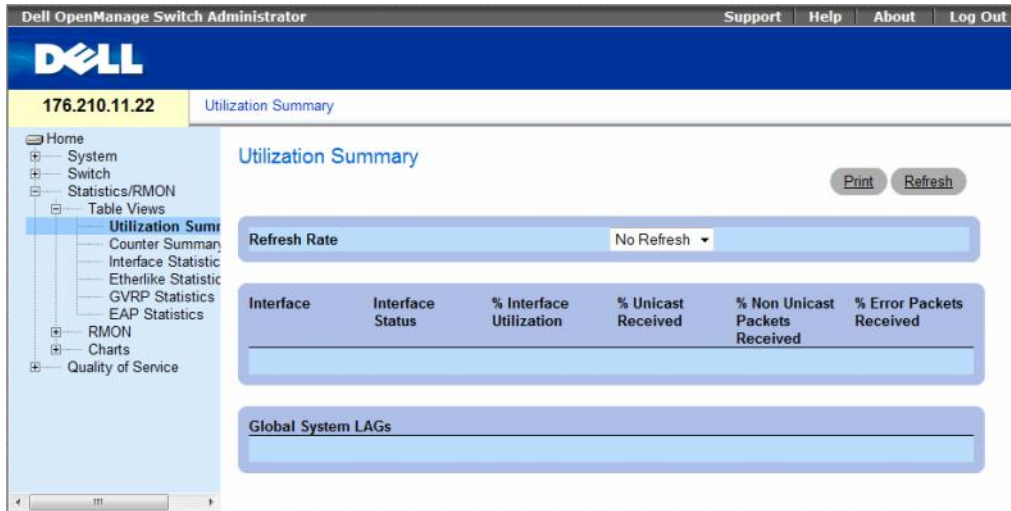 Dell OpenManage Switch Administrator
Support Help About Log Out
DELL
176.210.11.22
Utilization Summary
Home
System
Switch
Statistics/RMON
Table Views
Utilization Summ
Counter Summary
Interface Statistic
Etherlike Statistic
GVRP Statistics
EAP Statistics
RMON
Charts
Quality of Service
Utilization Summary
Print Refresh
Refresh Rate No Refresh
Interface Interface Status % Interface Utilization % Unicast Received % Non Unicast Packets Received % Error Packets Received
Global System LAGs